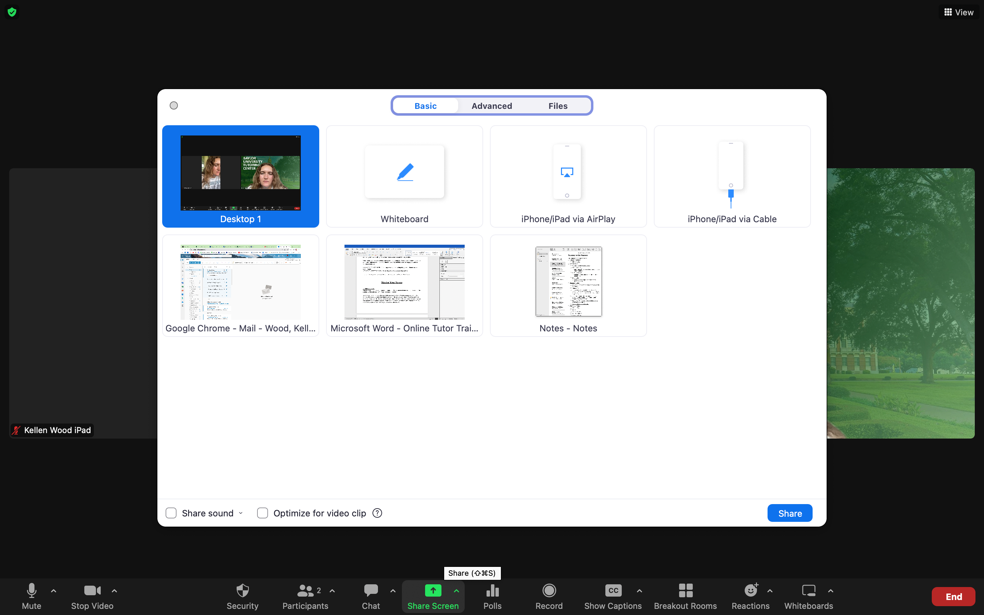 View
Basic Advanced Files
Desktop 1
Whiteboard
iPhone/iPad via AirPlay
iPhone/iPad via Cable
Google Chrome - Mail - Wood, Kell...
Microsoft Word - Online Tutor Trai...
Notes - Notes
Kellen Wood iPad
Share sound
Optimize for video clip ?
Share
Share (⇧⌘S)
Mute
Stop Video
Security
Participants 2
Chat
Share Screen
Polls
Record
CC
Show Captions
Breakout Rooms
Reactions
Whiteboards
End